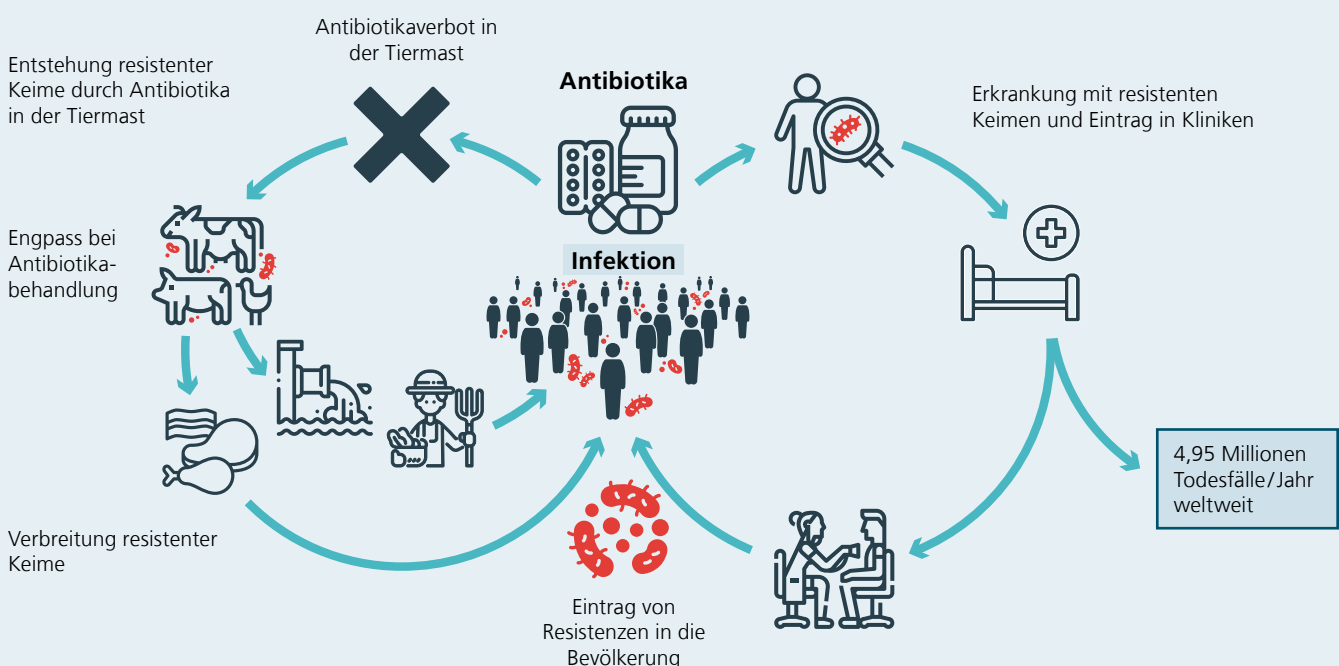 Antibiotikaverbot in
der Tiermast
Entstehung resistenter
Keime durch Antibiotika
in der Tiermast
Antibiotika
Erkrankung mit resistenten
Keimen und Eintrag in Kliniken
Engpass bei
Antibiotika-
behandlung
Infektion
4,95 Millionen
Todesfälle/Jahr
weltweit
Verbreitung resistenter
Keime
Eintrag von
Resistenzen in die
Bevölkerung